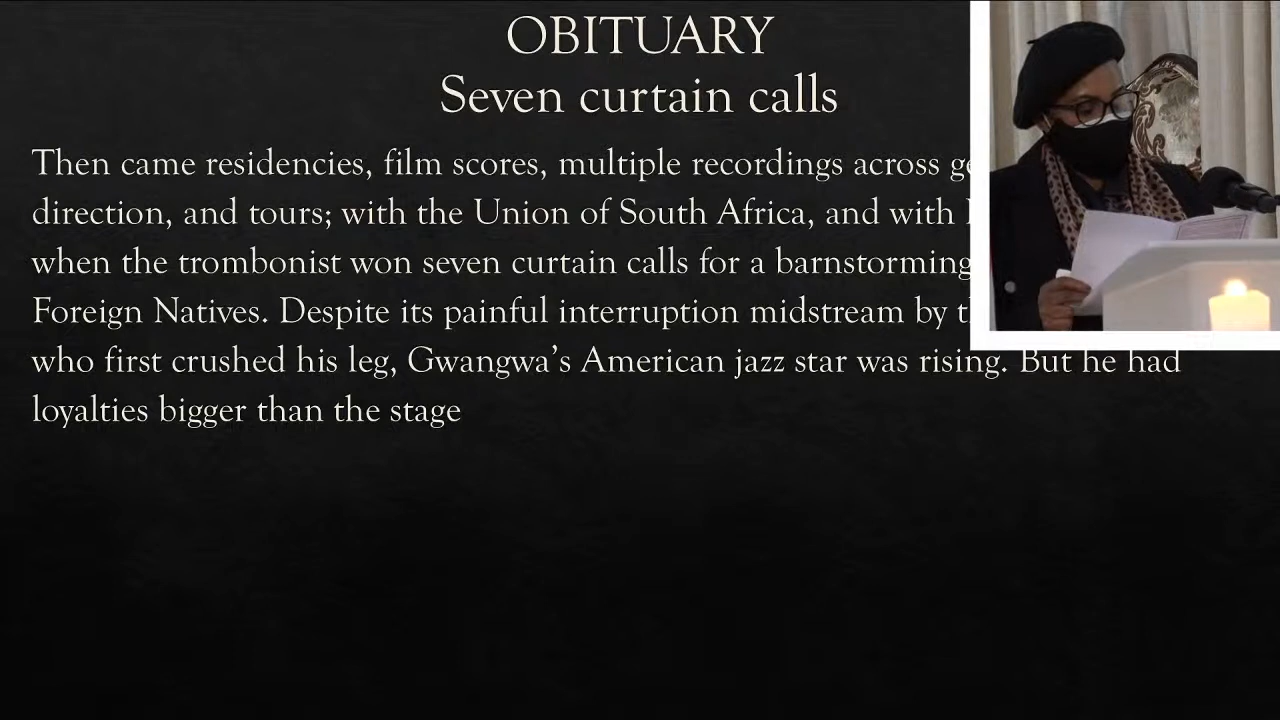 OBITUARY
Seven curtain calls
Then came residencies, film scores, multiple recordings across
direction, and tours; with the Union of South Africa, and with
when the trombonist won seven curtain calls for a barnstorming
Foreign Natives. Despite its painful interruption midstream by
who first crushed his leg, Gwangwa’s American jazz star was rising. But he had
loyalties bigger than the stage